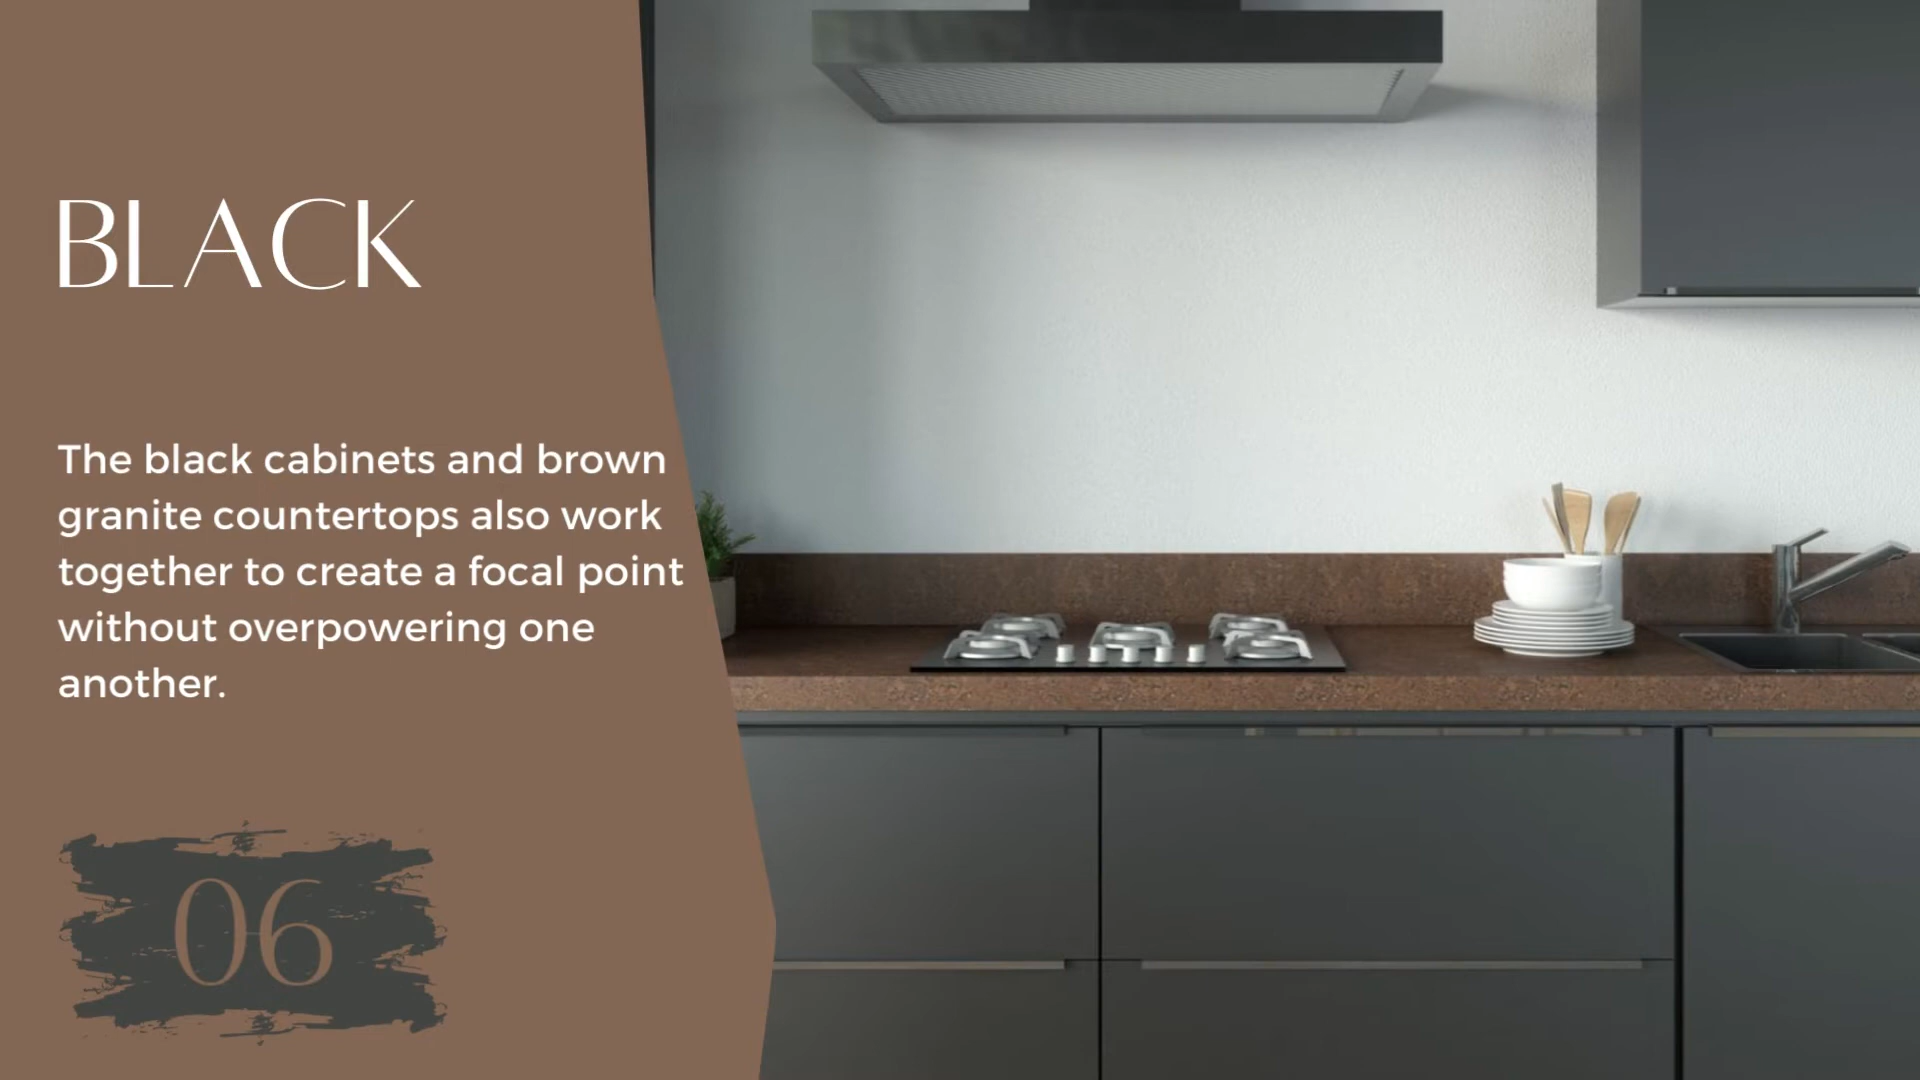 BLACK
The black cabinets and brown
granite countertops also work
together to create a focal point
without overpowering one
another.
06